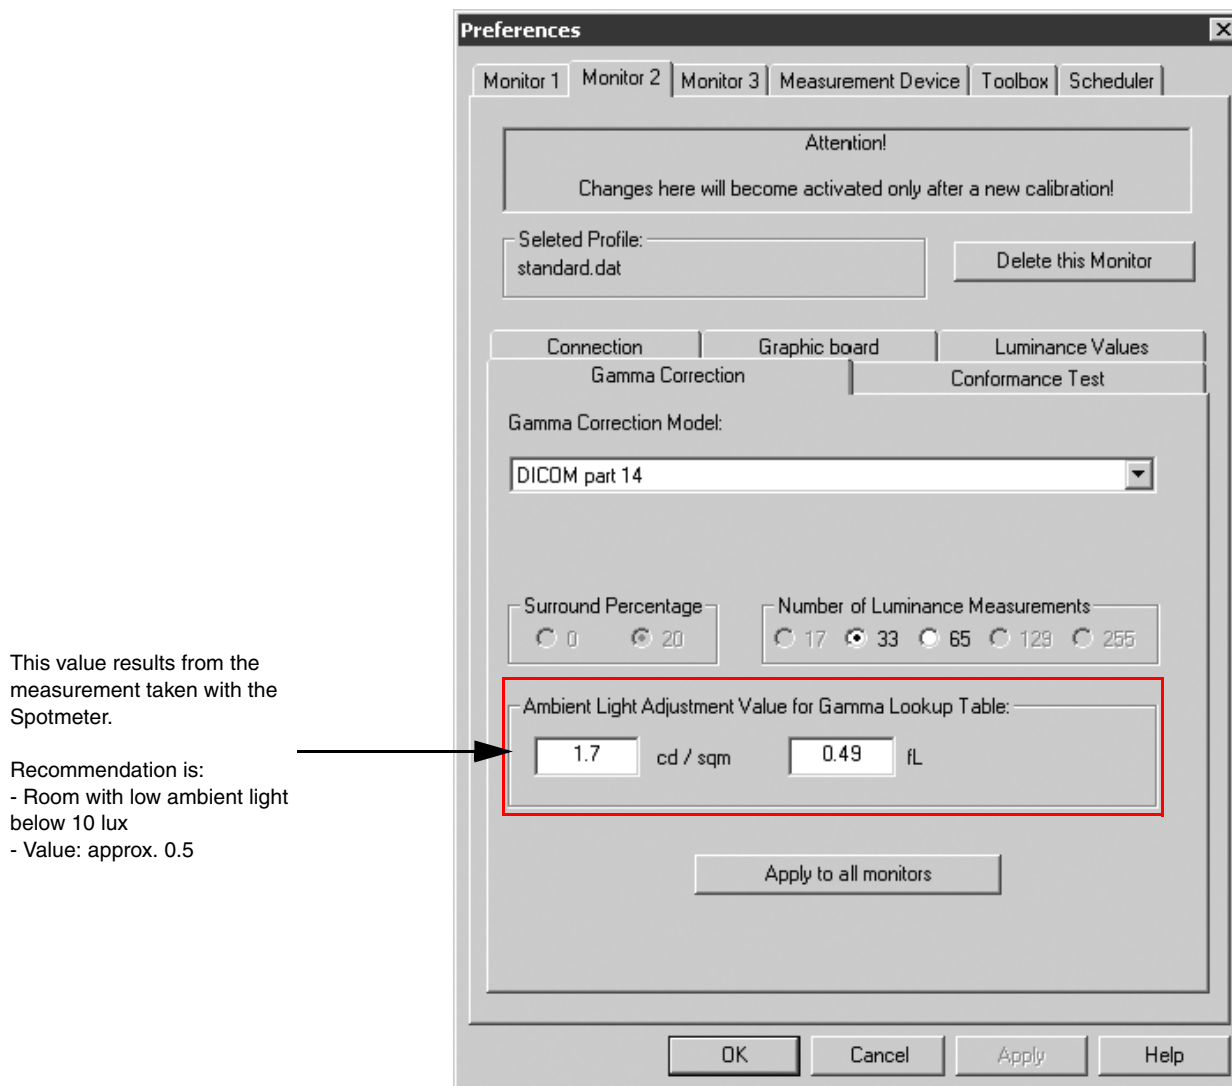 Preferences
Monitor 1 Monitor 2 Monitor 3 Measurement Device Toolbox Scheduler
Attention!
Changes here will become activated only after a new calibration!
Seleted Profile:
standard.dat
Delete this Monitor
Connection Graphic board Luminance Values
Gamma Correction Conformance Test
Gamma Correction Model:
DICOM part 14
Surround Percentage
0 20
Number of Luminance Measurements
17 33 65 129 255
This value results from the
measurement taken with the
Spotmeter.
Recommendation is:
- Room with low ambient light
below 10 lux
- Value: approx. 0.5
Ambient Light Adjustment Value for Gamma Lookup Table:
1.7 cd / sqm 0.49 fL
Apply to all monitors
OK Cancel Apply Help